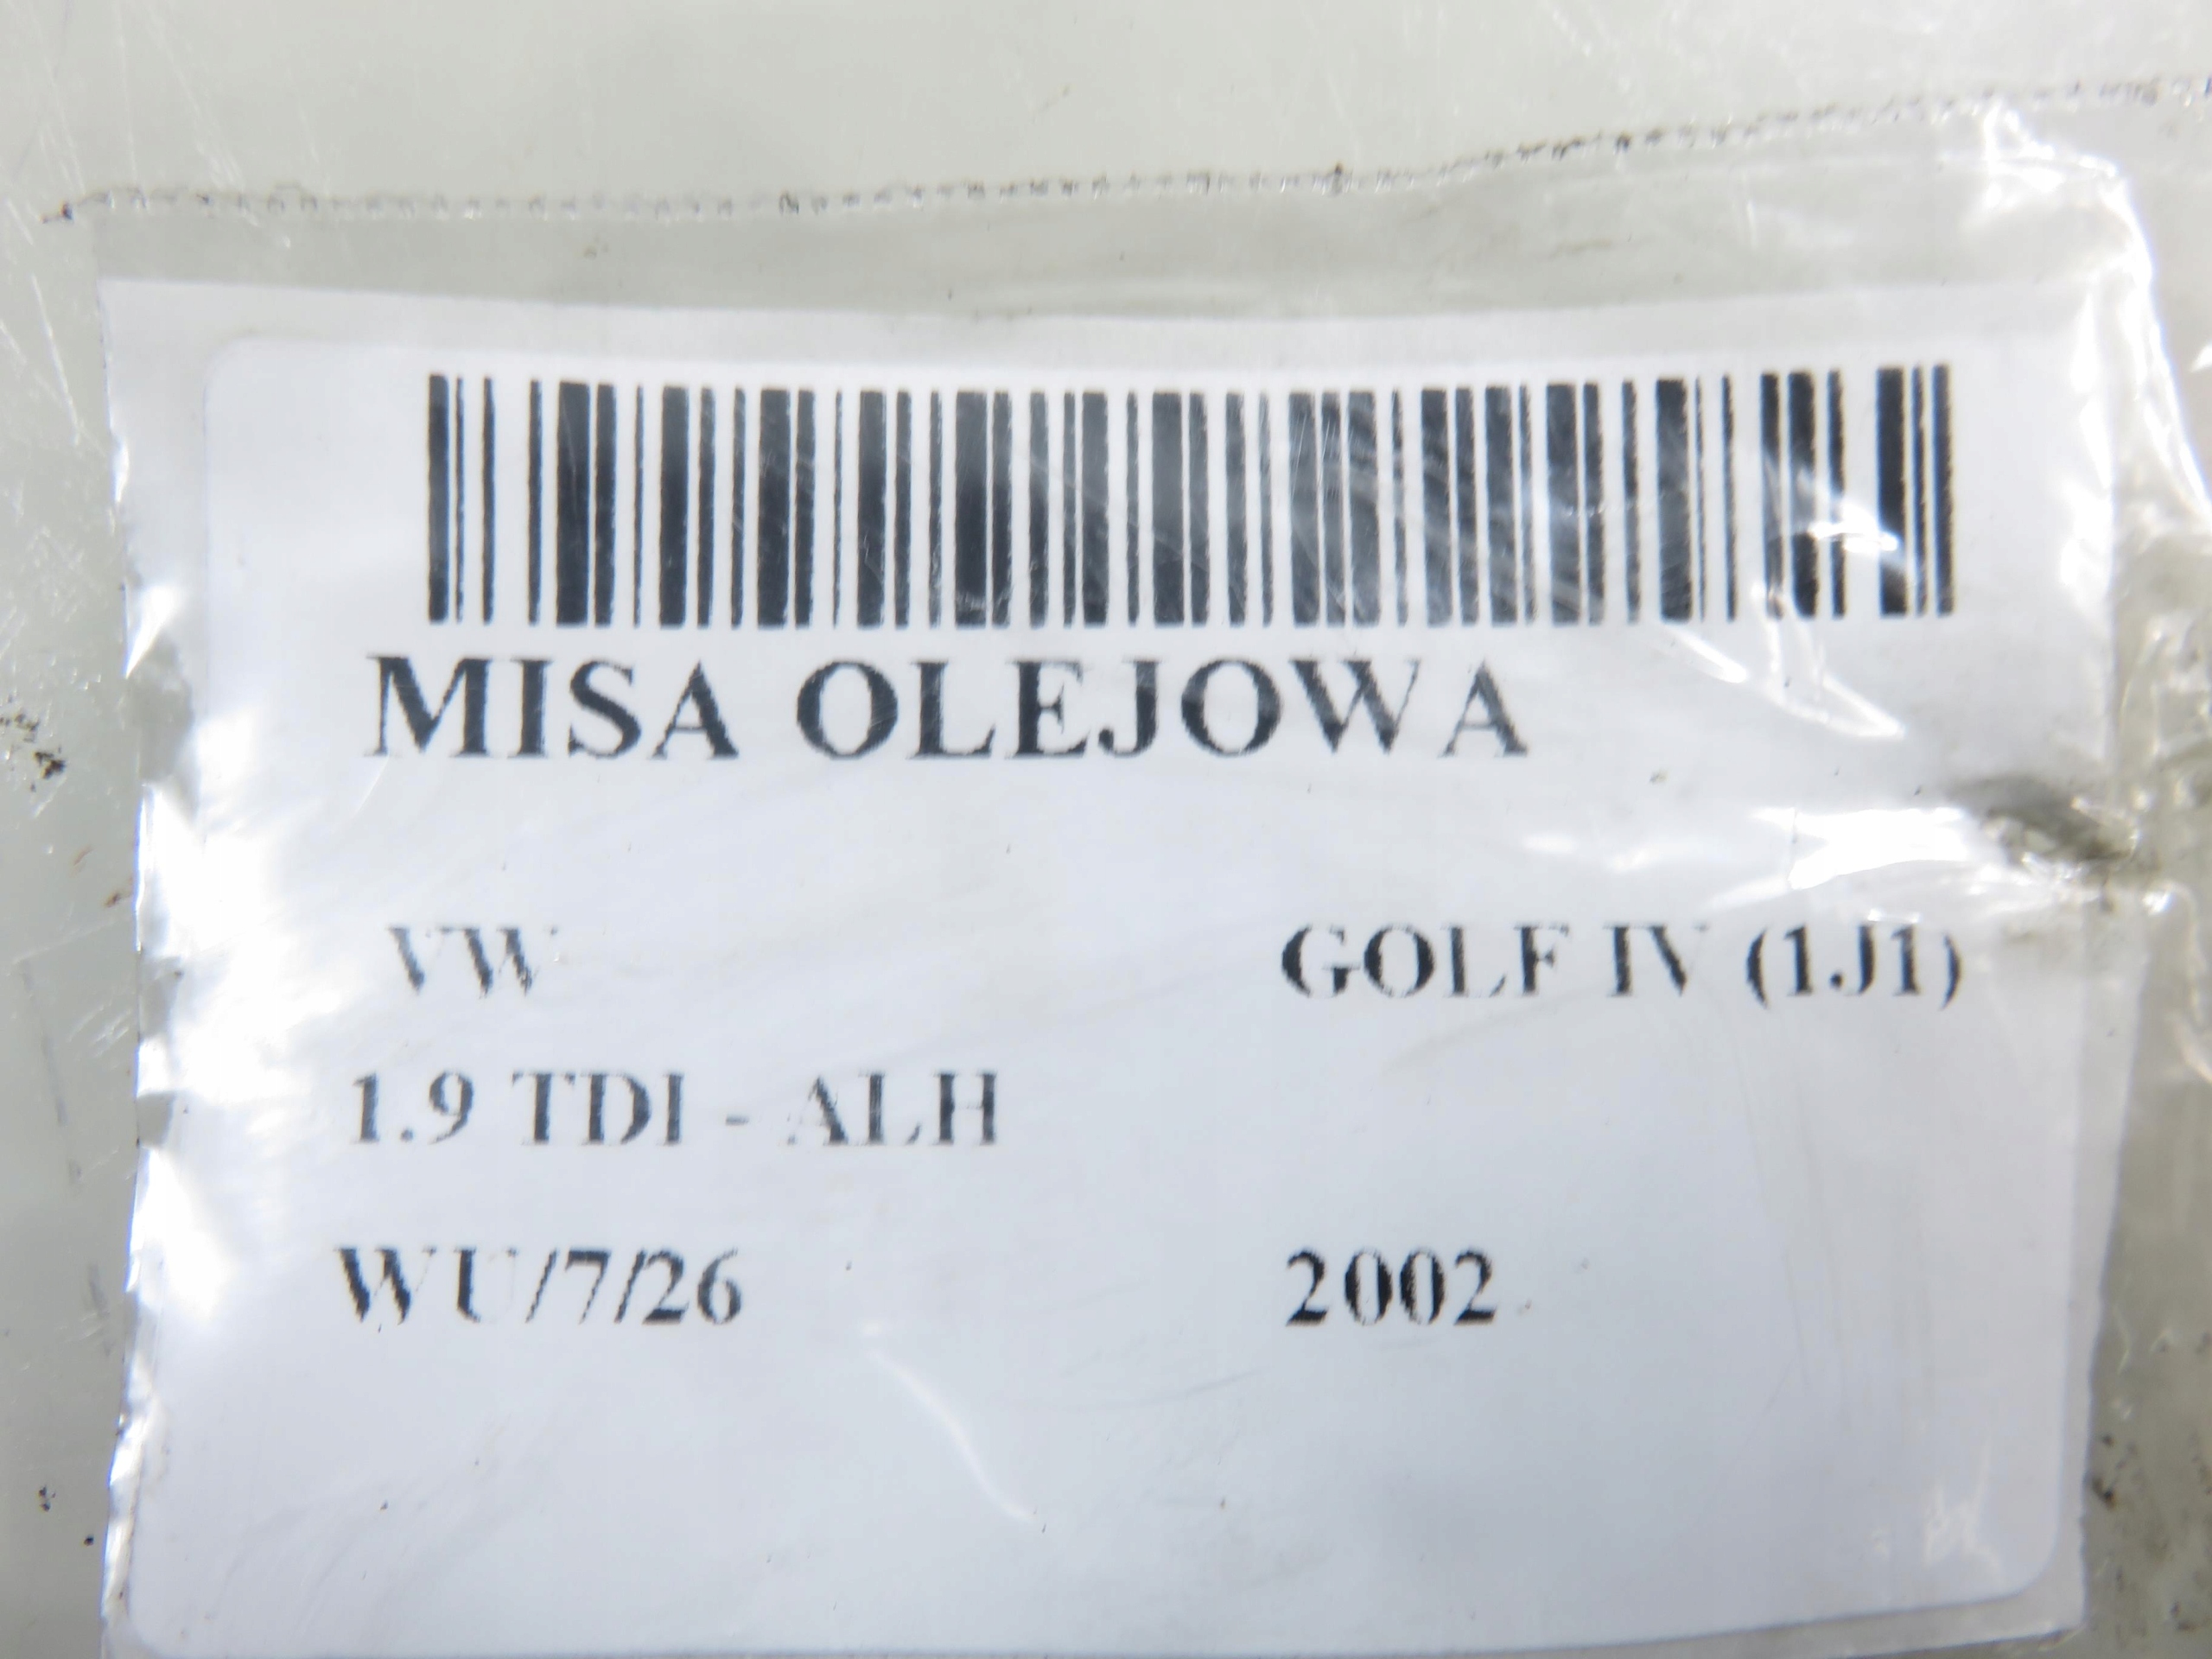 MISA OLEJOWA
VW GOLF IV (1J1)
1.9 TDI - ALH
WU/7/26 2002